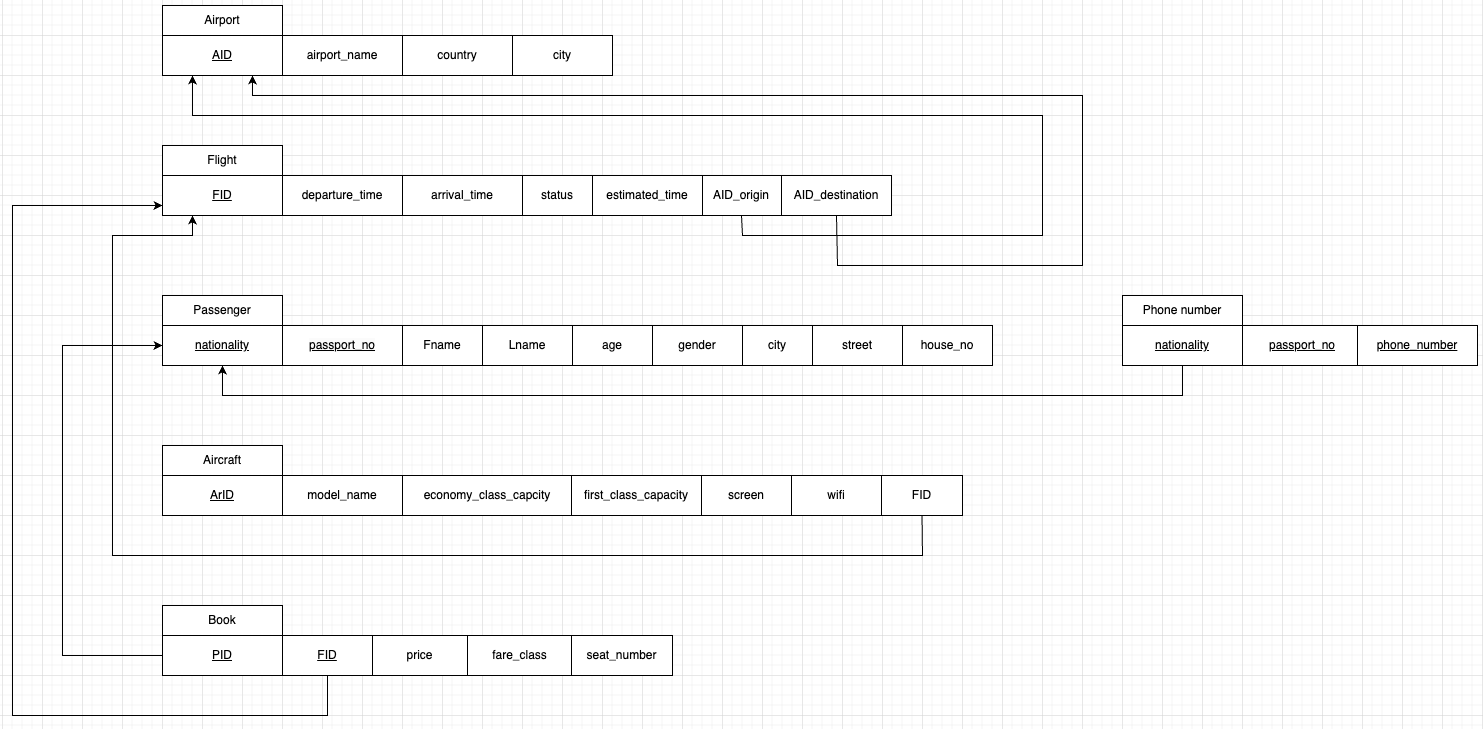 Airport
AID airport_name country city
Flight
FID departure_time arrival_time status estimated_time AID_origin AID_destination
Passenger
nationality passport_no Fname Lname age gender city street house_no
Phone number
nationality passport_no phone_number
Aircraft
ArID model_name economy_class_capcity first_class_capacity screen wifi FID
Book
PID FID price fare_class seat_number